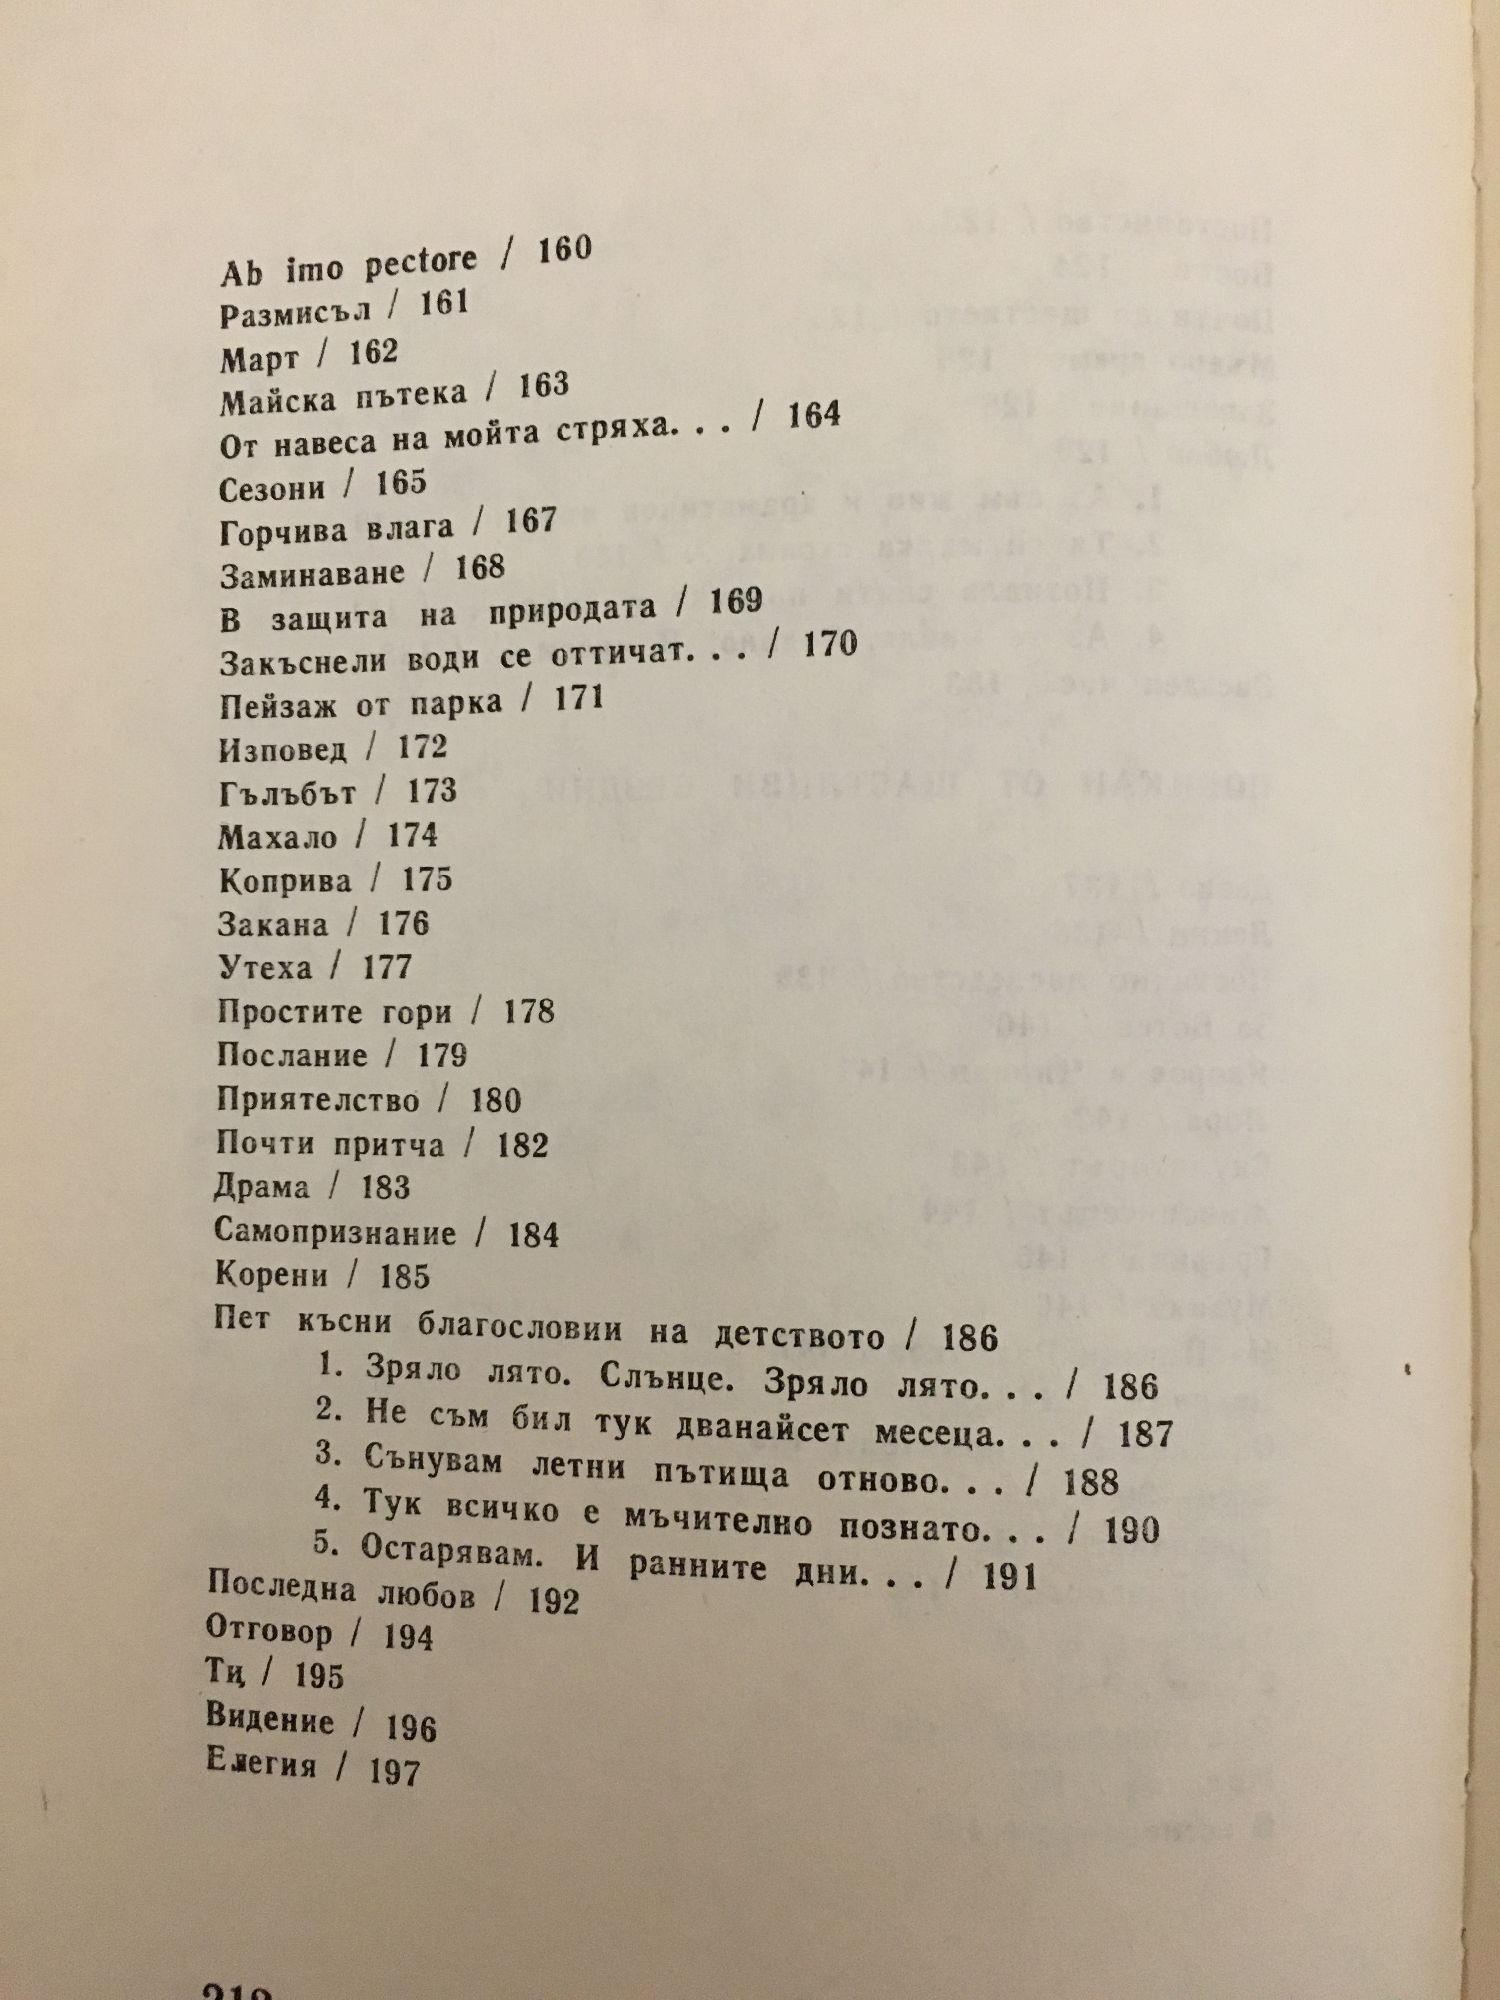 Ab imo pectore / 160
Размисъл / 161
Март / 162
Майска пътека / 163
От навеса на мойта стряха. . . / 164
Сезони / 165
Горчива влага / 167
Заминаване / 168
В защита на природата / 169
Закъснели води се оттичат. . . / 170
Пейзаж от парка / 171
Изповед / 172
Гълъбът / 173
Махало / 174
Коприва / 175
Закана / 176
Утеха / 177
Простите гори / 178
Послание / 179
Приятелство / 180
Почти притча / 182
Драма / 183
Самопризнание / 184
Корени / 185
Пет късни благословии на детството / 186
1. Зряло лято. Слънце. Зряло лято. . . / 186
2. Не съм бил тук дванайсет месеца. . . / 187
3. Сънувам летни пътища отново. . . / 188
4. Тук всичко е мъчително познато. . . / 190
5. Остарявам. И ранните дни. . . / 191
Последна любов / 192
Отговор / 194
Ти / 195
Видение / 196
Елегия / 197